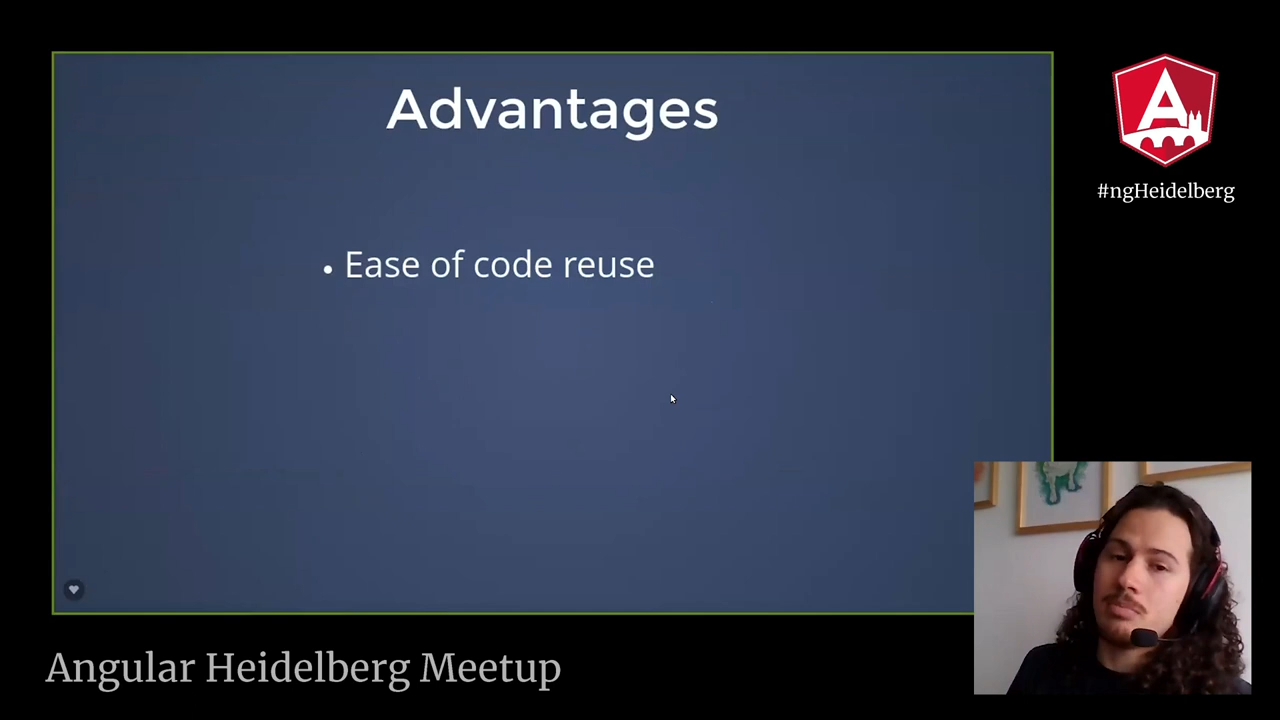 Advantages
A
#ngHeidelberg
• Ease of code reuse
Angular Heidelberg Meetup